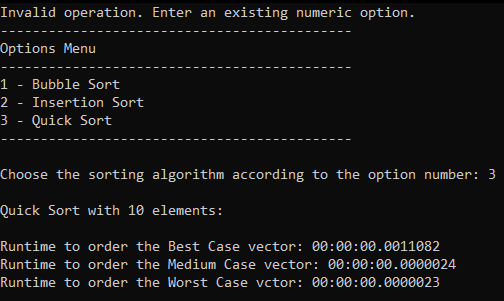 Invalid operation. Enter an existing numeric option.
--------------------------------------------
Options Menu
--------------------------------------------
1 - Bubble Sort
2 - Insertion Sort
3 - Quick Sort
--------------------------------------------
Choose the sorting algorithm according to the option number: 3
Quick Sort with 10 elements:
Runtime to order the Best Case vector: 00:00:00.0011082
Runtime to order the Medium Case vector: 00:00:00.0000024
Runtime to order the Worst Case vctor: 00:00:00.0000023